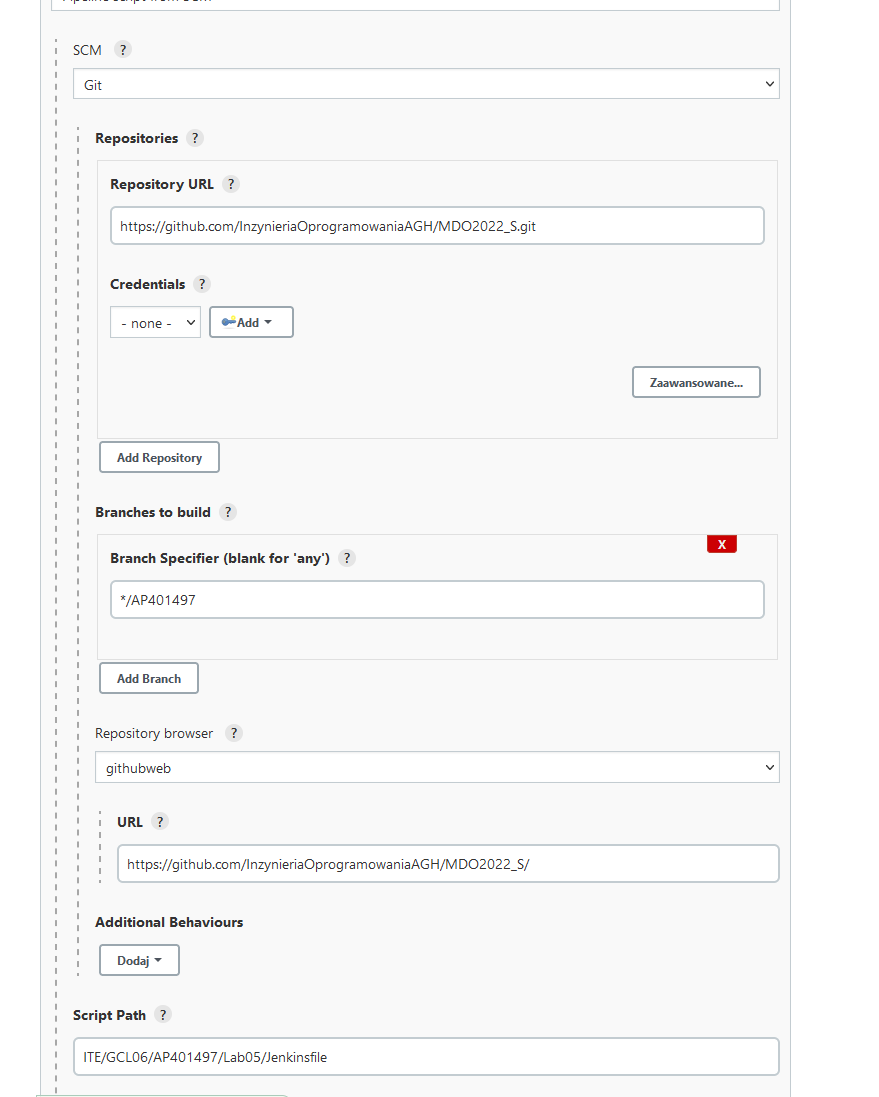 SCM ?
Git
Repositories ?
Repository URL ?
https://github.com/InzynieriaOprogramowaniaAGH/MDO2022_S.git
Credentials ?
- none - Add
Zaawansowane...
Add Repository
Branches to build ?
X
Branch Specifier (blank for 'any') ?
*/AP401497
Add Branch
Repository browser ?
githubweb
URL ?
https://github.com/InzynieriaOprogramowaniaAGH/MDO2022_S/
Additional Behaviours
Dodaj
Script Path ?
ITE/GCL06/AP401497/Lab05/Jenkinsfile